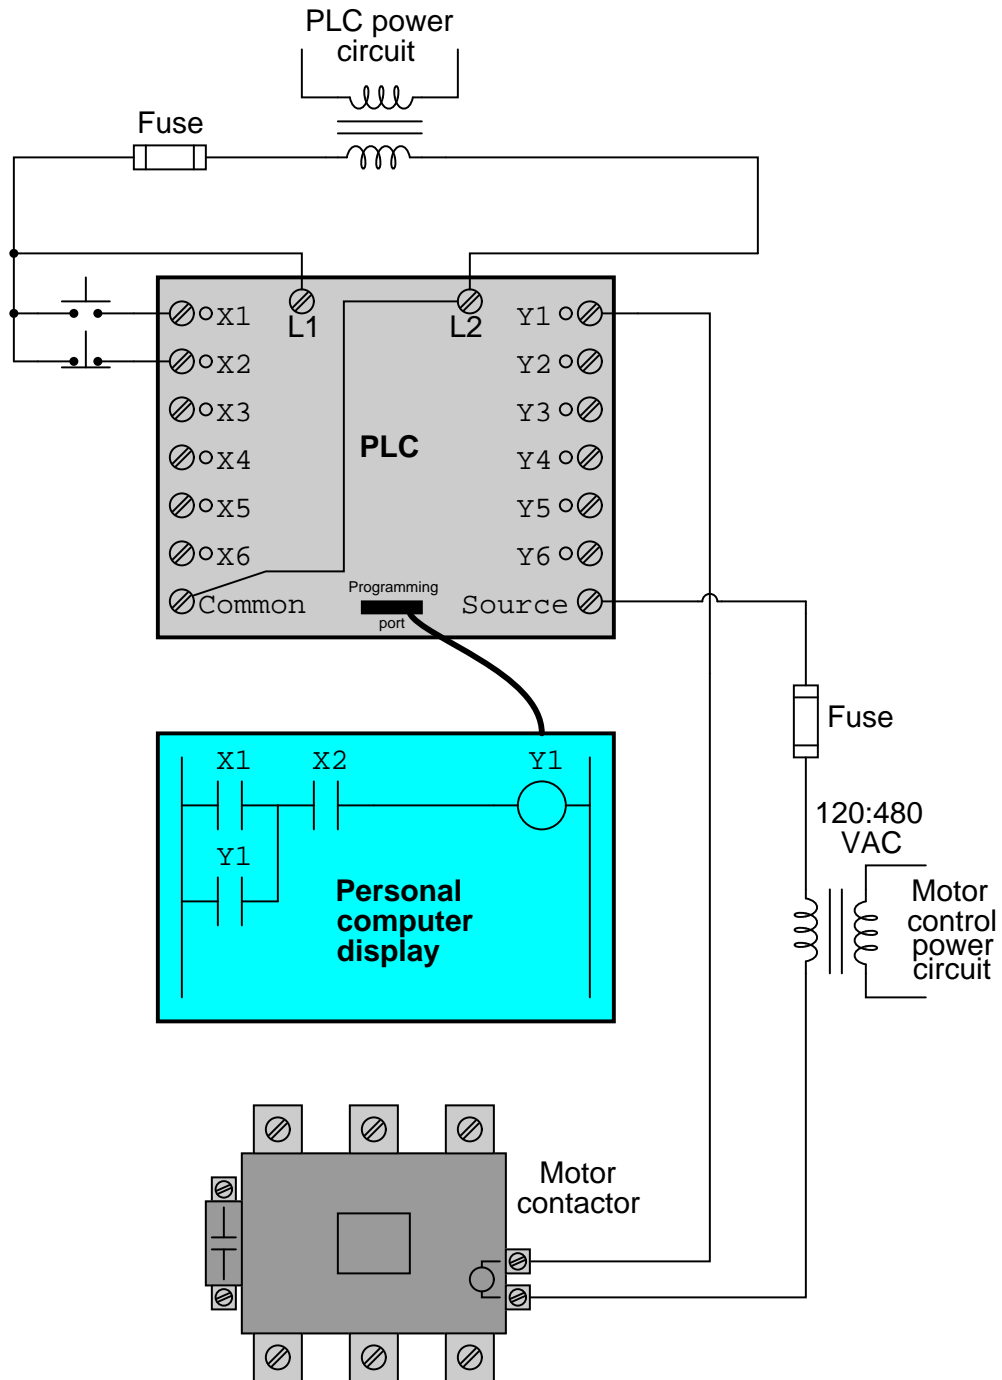 PLC power
circuit
Fuse
X1
X2
X3
X4
X5
X6
Common
L1
L2
PLC
Programming
port
Y1
Y2
Y3
Y4
Y5
Y6
Source
Fuse
120:480
VAC
Motor
control
power
circuit
X1
X2
Y1
Y1
Personal
computer
display
Motor
contactor